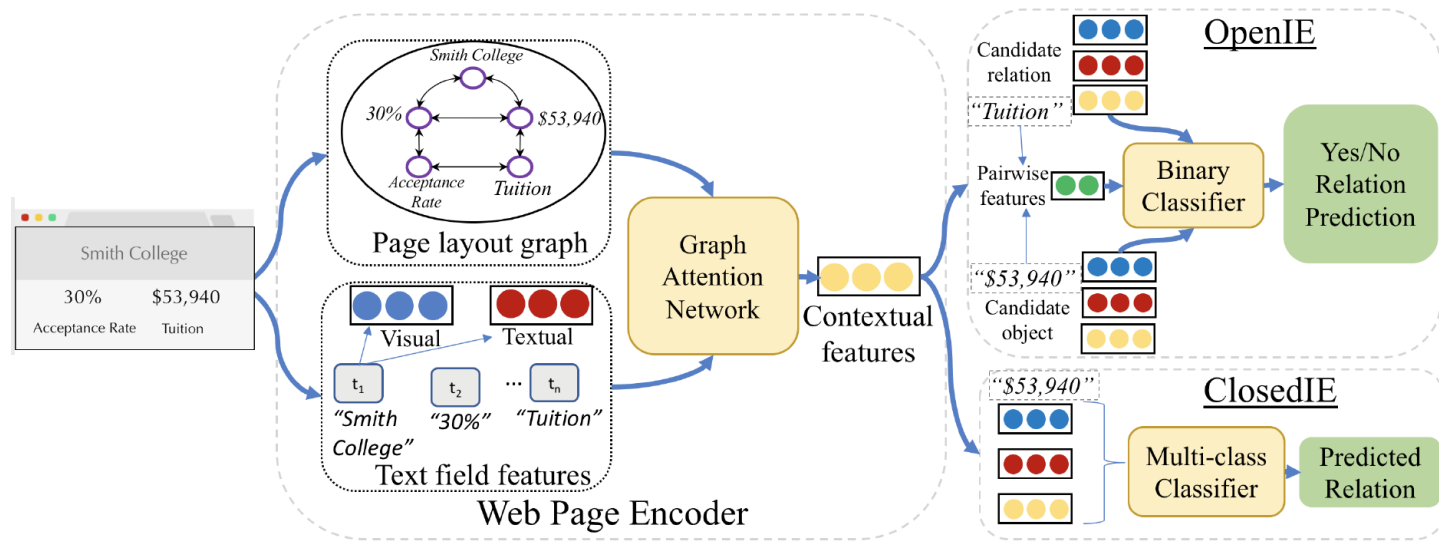 Smith College
30%
$53,940
Acceptance Rate
Tuition
Smith College
30%
$53,940
Acceptance
Rate
Tuition
Page layout graph
Visual
Textual
t1
t2
...
tn
“Smith
College”
“30%”
“Tuition”
Text field features
Graph
Attention
Network
Contextual
features
Web Page Encoder
OpenIE
Candidate
relation
“Tuition”
Pairwise
features
“$53,940”
Candidate
object
Binary
Classifier
Yes/No
Relation
Prediction
ClosedIE
“$53,940”
Multi-class
Classifier
Predicted
Relation